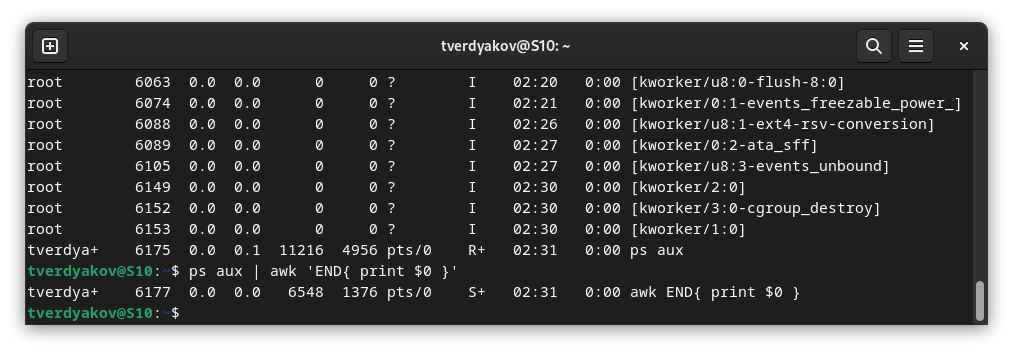 tverdyakov@S10: ~
root        6063  0.0  0.0      0     0 ?        I    02:20   0:00 [kworker/u8:0-flush-8:0]
root        6074  0.0  0.0      0     0 ?        I    02:21   0:00 [kworker/0:1-events_freezable_power_]
root        6088  0.0  0.0      0     0 ?        I    02:26   0:00 [kworker/u8:1-ext4-rsv-conversion]
root        6089  0.0  0.0      0     0 ?        I    02:27   0:00 [kworker/0:2-ata_sff]
root        6105  0.0  0.0      0     0 ?        I    02:27   0:00 [kworker/u8:3-events_unbound]
root        6149  0.0  0.0      0     0 ?        I    02:30   0:00 [kworker/2:0]
root        6152  0.0  0.0      0     0 ?        I    02:30   0:00 [kworker/3:0-cgroup_destroy]
root        6153  0.0  0.0      0     0 ?        I    02:30   0:00 [kworker/1:0]
tverdya+    6175  0.0  0.1  11216  4956 pts/0    R+   02:31   0:00 ps aux
tverdyakov@S10:~$ ps aux | awk 'END{ print $0 }'
tverdya+    6177  0.0  0.0   6548  1376 pts/0    S+   02:31   0:00 awk END{ print $0 }
tverdyakov@S10:~$